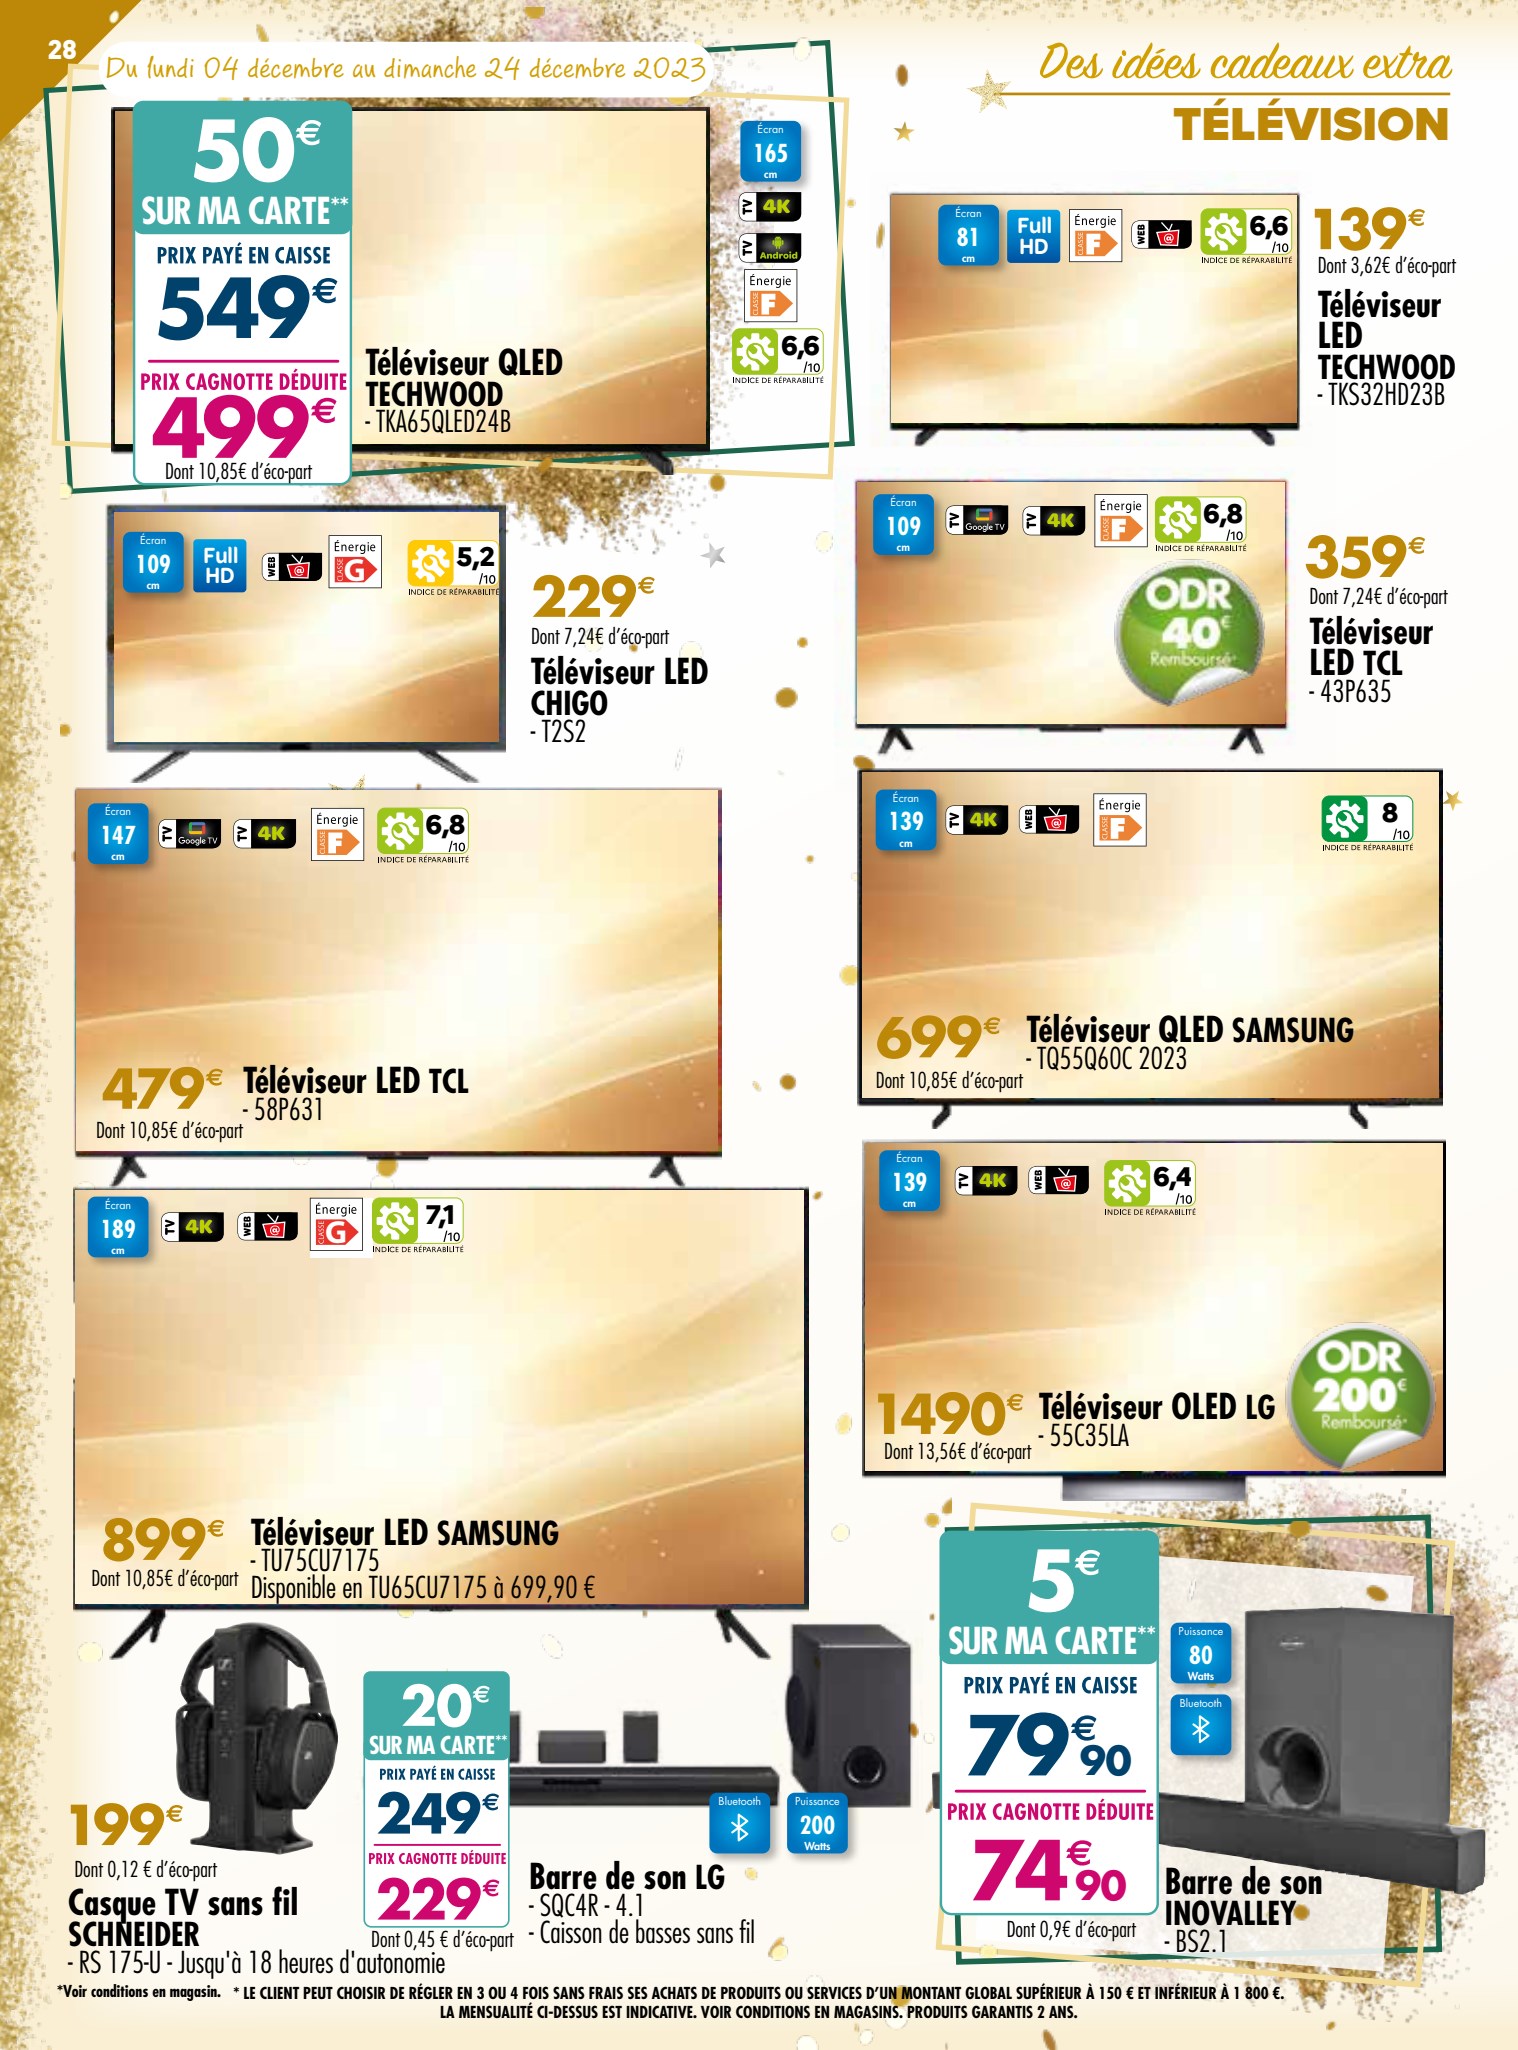 28
Du lundi 04 décembre au dimanche 24 décembre 2023
Des idées cadeaux extra
TÉLÉVISION
50€
SUR MA CARTE**
PRIX PAYÉ EN CAISSE
549€
PRIX CAGNOTTE DÉDUITE
499€
Dont 10,85€ d'éco-part
Téléviseur QLED
TECHWOOD
- TKA65QLED24B
Écran
165
cm
TV 4K
TV Android
Énergie
CLASSE F
6,6
/10
INDICE DE RÉPARABILITÉ
Écran
81
cm
Full
HD
Énergie
CLASSE F
WEB @
6,6
/10
INDICE DE RÉPARABILITÉ
139€
Dont 3,62€ d'éco-part
Téléviseur
LED
TECHWOOD
- TKS32HD23B
Écran
109
cm
Full
HD
WEB @
Énergie
CLASSE G
5,2
/10
INDICE DE RÉPARABILITÉ
229€
Dont 7,24€ d'éco-part
Téléviseur LED
CHIGO
- T2S2
Écran
109
cm
TV Google TV
TV 4K
Énergie
CLASSE F
6,8
/10
INDICE DE RÉPARABILITÉ
ODR
40€
Remboursé*
359€
Dont 7,24€ d'éco-part
Téléviseur
LED TCL
- 43P635
Écran
147
cm
TV Google TV
TV 4K
Énergie
CLASSE F
6,8
/10
INDICE DE RÉPARABILITÉ
479€
Dont 10,85€ d'éco-part
Téléviseur LED TCL
- 58P631
Écran
139
cm
TV 4K
WEB @
Énergie
CLASSE F
8
/10
INDICE DE RÉPARABILITÉ
699€
Dont 10,85€ d'éco-part
Téléviseur QLED SAMSUNG
- TQ55Q60C 2023
Écran
189
cm
TV 4K
WEB @
Énergie
CLASSE G
7,1
/10
INDICE DE RÉPARABILITÉ
899€
Dont 10,85€ d'éco-part
Téléviseur LED SAMSUNG
- TU75CU7175
Disponible en TU65CU7175 à 699,90 €
Écran
139
cm
TV 4K
WEB @
6,4
/10
INDICE DE RÉPARABILITÉ
ODR
200€
Remboursé*
1490€
Dont 13,56€ d'éco-part
Téléviseur OLED LG
- 55C35LA
199€
Dont 0,12 € d'éco-part
Casque TV sans fil
SCHNEIDER
- RS 175-U - Jusqu'à 18 heures d'autonomie
20€
SUR MA CARTE**
PRIX PAYÉ EN CAISSE
249€
PRIX CAGNOTTE DÉDUITE
229€
Dont 0,45 € d'éco-part
Bluetooth
Puissance
200
Watts
Barre de son LG
- SQC4R - 4.1
- Caisson de basses sans fil
5€
SUR MA CARTE**
PRIX PAYÉ EN CAISSE
79€90
PRIX CAGNOTTE DÉDUITE
74€90
Dont 0,9€ d'éco-part
Puissance
80
Watts
Bluetooth
Barre de son
INOVALLEY
- BS2.1
*Voir conditions en magasin. * LE CLIENT PEUT CHOISIR DE RÉGLER EN 3 OU 4 FOIS SANS FRAIS SES ACHATS DE PRODUITS OU SERVICES D'UN MONTANT GLOBAL SUPÉRIEUR À 150 € ET INFÉRIEUR À 1 800 €.
LA MENSUALITÉ CI-DESSUS EST INDICATIVE. VOIR CONDITIONS EN MAGASINS. PRODUITS GARANTIS 2 ANS.